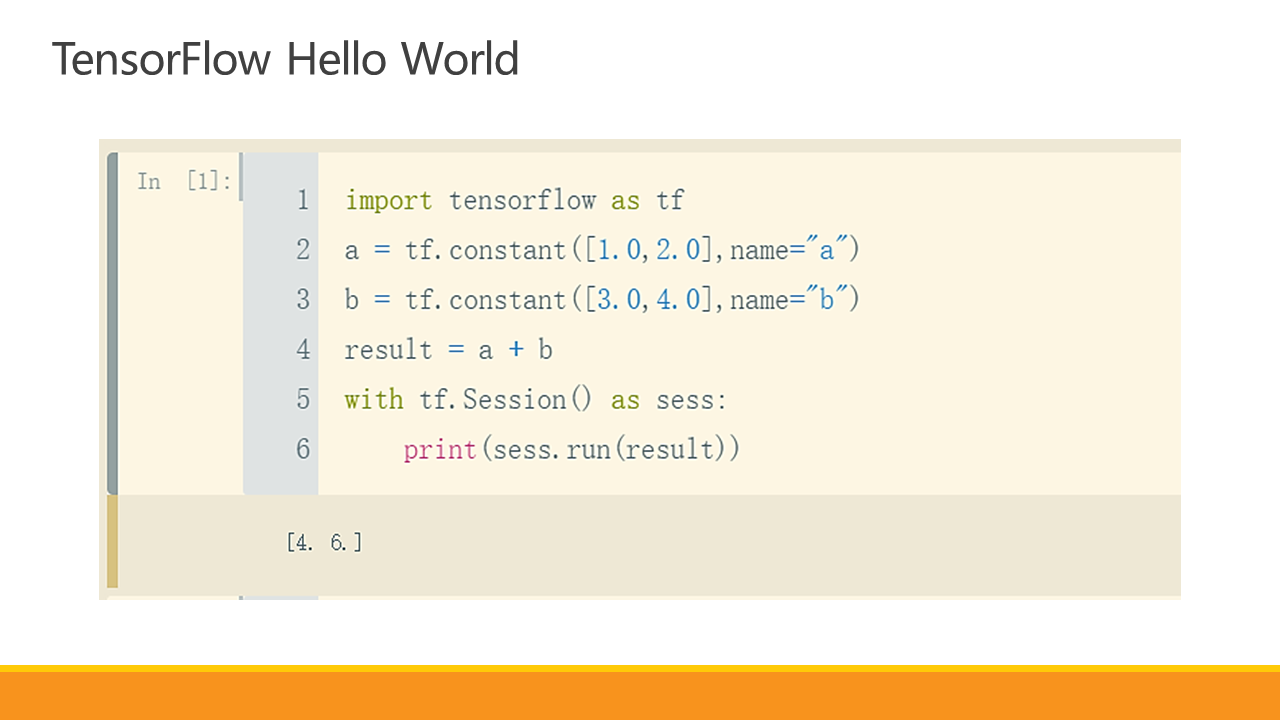 TensorFlow Hello World
In [1]:
1 import tensorflow as tf
2 a = tf.constant([1.0,2.0],name="a")
3 b = tf.constant([3.0,4.0],name="b")
4 result = a + b
5 with tf.Session() as sess:
6     print(sess.run(result))
[4. 6.]